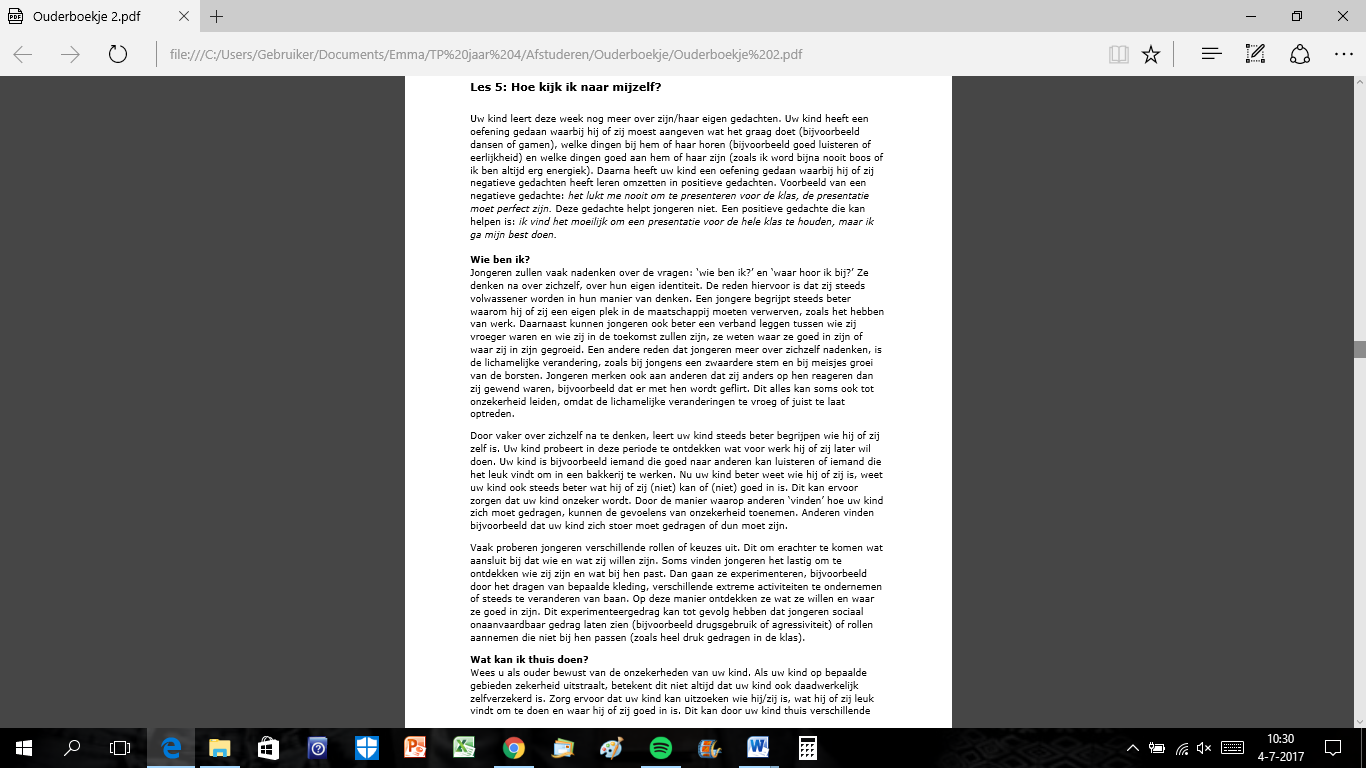 Ouderboekje 2.pdf
file:///C:/Users/Gebruiker/Documents/Emma/TP%20jaar%204/Afstuderen/Ouderboekje/Ouderboekje%202.pdf
Les 5: Hoe kijk ik naar mijzelf?
Uw kind leert deze week nog meer over zijn/haar eigen gedachten. Uw kind heeft een
oefening gedaan waarbij hij of zij moest aangeven wat het graag doet (bijvoorbeeld
dansen of gamen), welke dingen bij hem of haar horen (bijvoorbeeld goed luisteren of
eerlijkheid) en welke dingen goed aan hem of haar zijn (zoals ik word bijna nooit boos of
ik ben altijd erg energiek). Daarna heeft uw kind een oefening gedaan waarbij hij of zij
negatieve gedachten heeft leren omzetten in positieve gedachten. Voorbeeld van een
negatieve gedachte: het lukt me nooit om te presenteren voor de klas, de presentatie
moet perfect zijn. Deze gedachte helpt jongeren niet. Een positieve gedachte die kan
helpen is: ik vind het moeilijk om een presentatie voor de hele klas te houden, maar ik
ga mijn best doen.
Wie ben ik?
Jongeren zullen vaak nadenken over de vragen: ‘wie ben ik?’ en ‘waar hoor ik bij?’ Ze
denken na over zichzelf, over hun eigen identiteit. De reden hiervoor is dat zij steeds
volwassener worden in hun manier van denken. Een jongere begrijpt steeds beter
waarom hij of zij een eigen plek in de maatschappij moeten verwerven, zoals het hebben
van werk. Daarnaast kunnen jongeren ook beter een verband leggen tussen wie zij
vroeger waren en wie zij in de toekomst zullen zijn, ze weten waar ze goed in zijn of
waar zij in zijn gegroeid. Een andere reden dat jongeren meer over zichzelf nadenken, is
de lichamelijke verandering, zoals bij jongens een zwaardere stem en bij meisjes groei
van de borsten. Jongeren merken ook aan anderen dat zij anders op hen reageren dan
zij gewend waren, bijvoorbeeld dat er met hen wordt geflirt. Dit alles kan soms ook tot
onzekerheid leiden, omdat de lichamelijke veranderingen te vroeg of juist te laat
optreden.
Door vaker over zichzelf na te denken, leert uw kind steeds beter begrijpen wie hij of zij
zelf is. Uw kind probeert in deze periode te ontdekken wat voor werk hij of zij later wil
doen. Uw kind is bijvoorbeeld iemand die goed naar anderen kan luisteren of iemand die
het leuk vindt om in een bakkerij te werken. Nu uw kind beter weet wie hij of zij is, weet
uw kind ook steeds beter wat hij of zij (niet) kan of (niet) goed in is. Dit kan ervoor
zorgen dat uw kind onzeker wordt. Door de manier waarop anderen ‘vinden’ hoe uw kind
zich moet gedragen, kunnen de gevoelens van onzekerheid toenemen. Anderen vinden
bijvoorbeeld dat uw kind zich stoer moet gedragen of dun moet zijn.
Vaak proberen jongeren verschillende rollen of keuzes uit. Dit om erachter te komen wat
aansluit bij dat wie en wat zij willen zijn. Soms vinden jongeren het lastig om te
ontdekken wie zij zijn en wat bij hen past. Dan gaan ze experimenteren, bijvoorbeeld
door het dragen van bepaalde kleding, verschillende extreme activiteiten te ondernemen
of steeds te veranderen van baan. Op deze manier ontdekken ze wat ze willen en waar
ze goed in zijn. Dit experimenteergedrag kan tot gevolg hebben dat jongeren sociaal
onaanvaardbaar gedrag laten zien (bijvoorbeeld drugsgebruik of agressiviteit) of rollen
aannemen die niet bij hen passen (zoals heel druk gedragen in de klas).
Wat kan ik thuis doen?
Wees u als ouder bewust van de onzekerheden van uw kind. Als uw kind op bepaalde
gebieden zekerheid uitstraalt, betekent dit niet altijd dat uw kind ook daadwerkelijk
zelfverzekerd is. Zorg ervoor dat uw kind kan uitzoeken wie hij/zij is, wat hij of zij leuk
vindt om te doen en waar hij of zij goed in is. Dit kan door uw kind thuis verschillende
10:30
4-7-2017